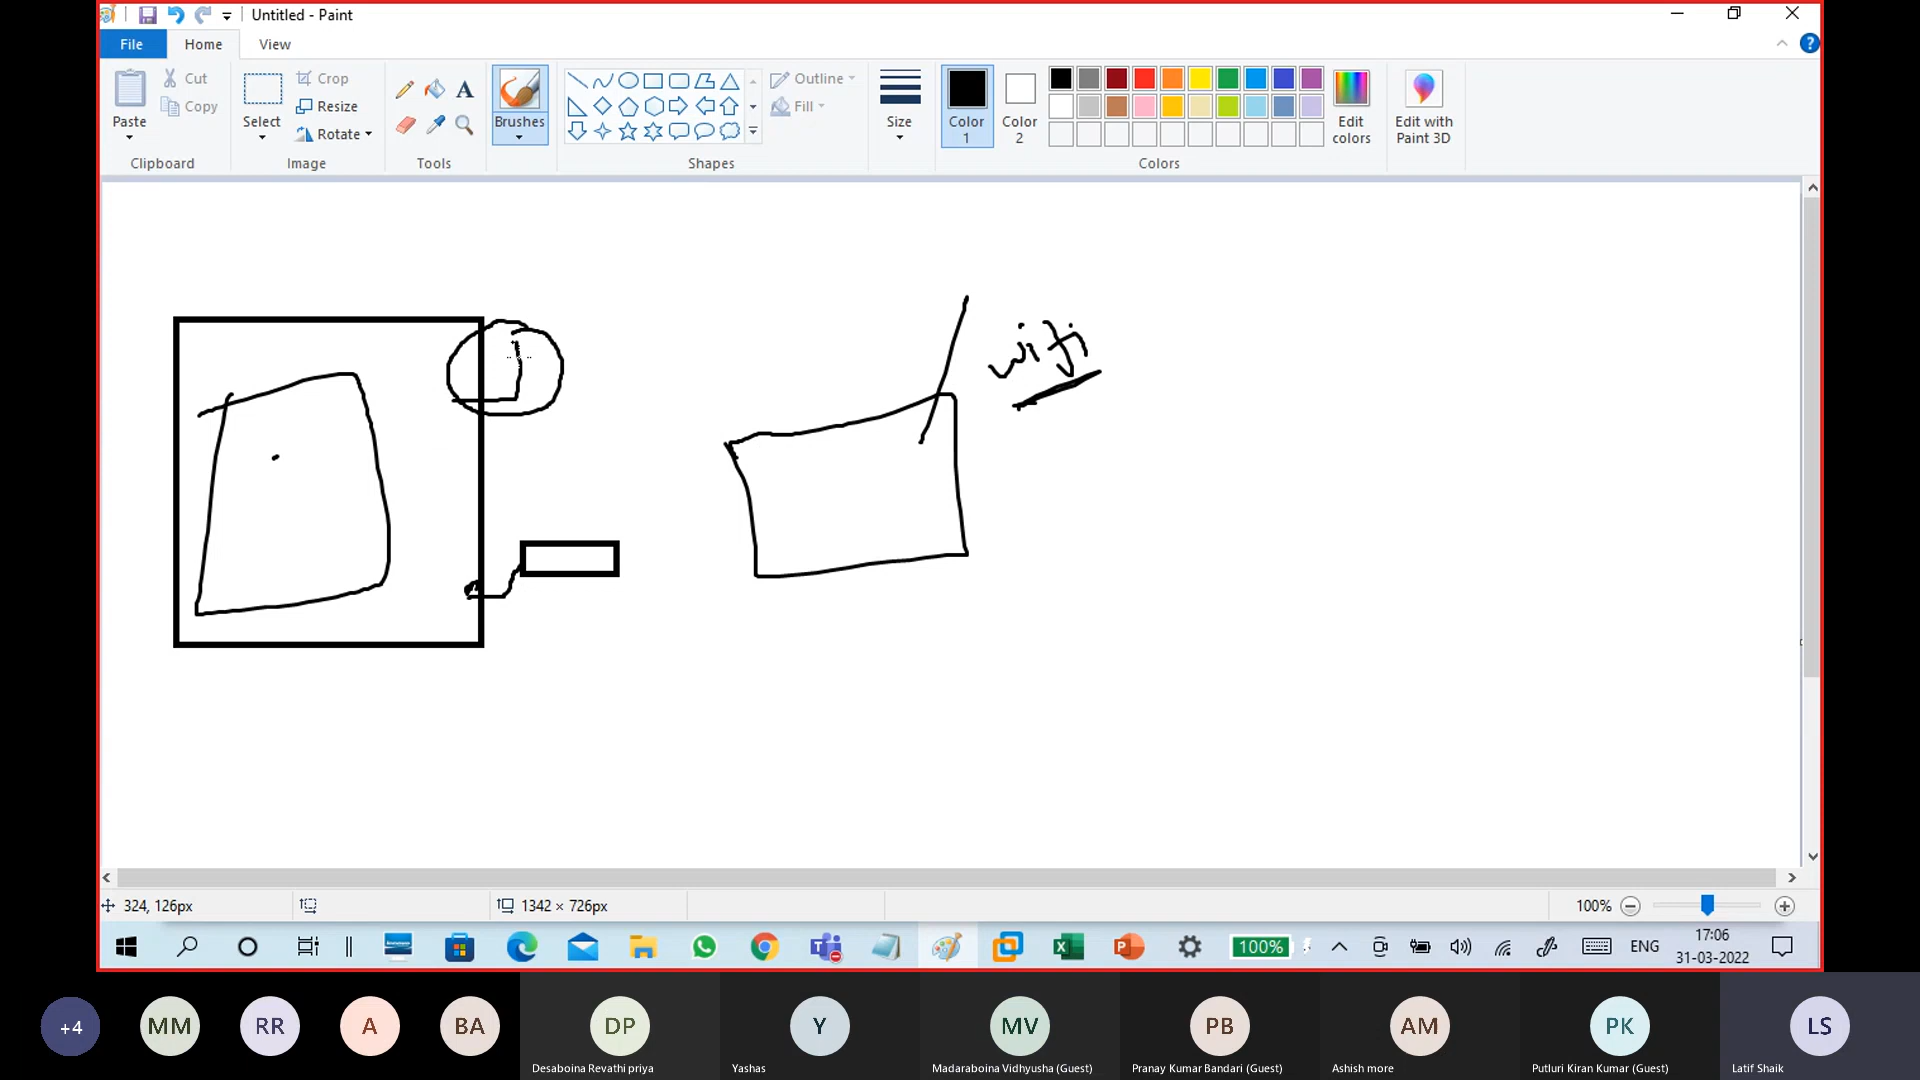 Untitled - Paint
File Home View
Paste
Cut
Copy
Clipboard
Select
Crop
Resize
Rotate
Image
Tools
Brushes
Shapes
Outline
Fill
Size
Color 1
Color 2
Colors
Edit colors
Edit with Paint 3D
wifi
324, 126px
1342 × 726px
100%
100%
ENG
17:06
31-03-2022
+4
MM
RR
A
BA
DP
Desaboina Revathi priya
Y
Yashas
MV
Madaraboina Vidhyusha (Guest)
PB
Pranay Kumar Bandari (Guest)
AM
Ashish more
PK
Putluri Kiran Kumar (Guest)
LS
Latif Shaik